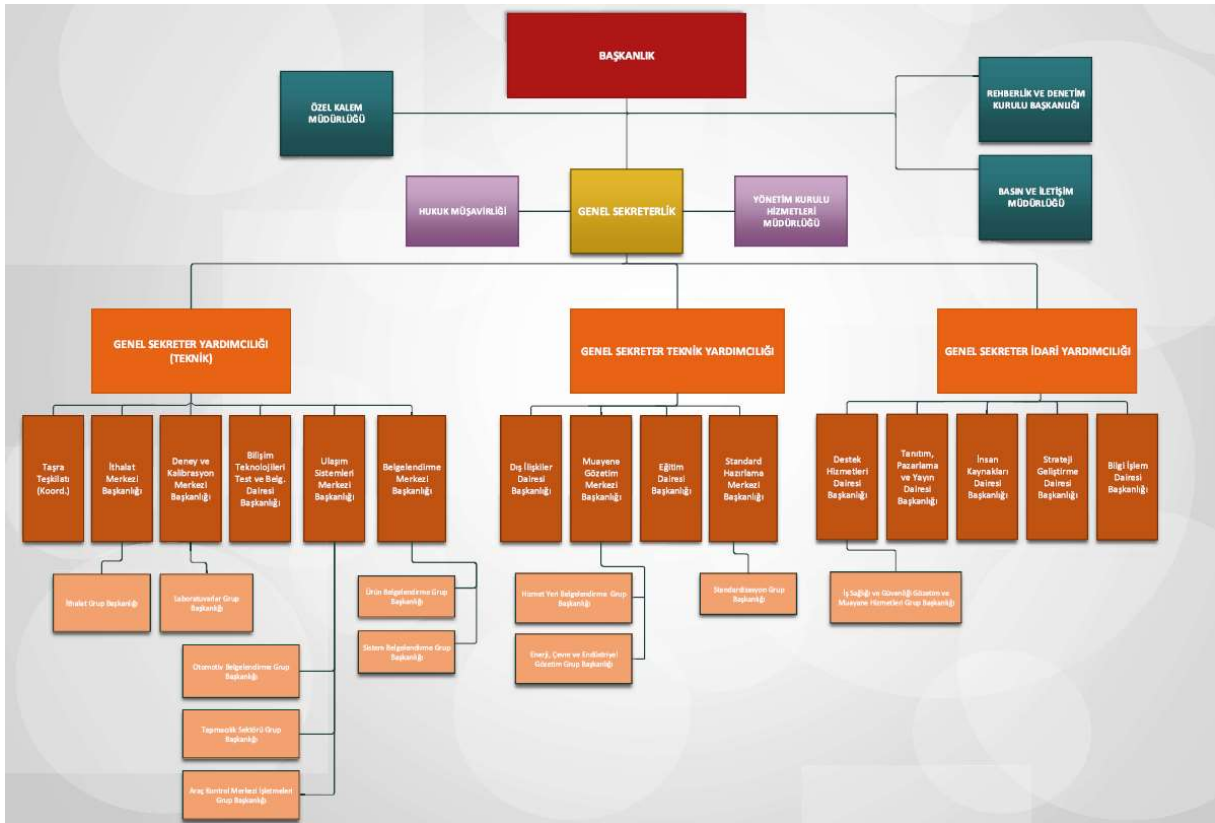 BAŞKANLIK
ÖZEL KALEM
MÜDÜRLÜĞÜ
REHBERLİK VE DENETİM
KURULU BAŞKANLIĞI
BASIN VE İLETİŞİM
MÜDÜRLÜĞÜ
HUKUK MÜŞAVİRLİĞİ
GENEL SEKRETERLİK
YÖNETİM KURULU
HİZMETLERİ
MÜDÜRLÜĞÜ
GENEL SEKRETER YARDIMCILIĞI
(TEKNİK)
GENEL SEKRETER TEKNİK YARDIMCILIĞI
GENEL SEKRETER İDARİ YARDIMCILIĞI
Taşra
Teşkilatı
(Koord.)
İthalat
Merkezi
Başkanlığı
Deney ve
Kalibrasyon
Merkezi
Başkanlığı
Bilişim
Teknolojileri
Test ve Belg.
Dairesi
Başkanlığı
Ulaşım
Sistemleri
Merkezi
Başkanlığı
Belgelendirme
Merkezi
Başkanlığı
Dış İlişkiler
Dairesi
Başkanlığı
Muayene
Gözetim
Merkezi
Başkanlığı
Eğitim
Dairesi
Başkanlığı
Standard
Hazırlama
Merkezi
Başkanlığı
Destek
Hizmetleri
Dairesi
Başkanlığı
Tanıtım,
Pazarlama
ve Yayın
Dairesi
Başkanlığı
İnsan
Kaynakları
Dairesi
Başkanlığı
Strateji
Geliştirme
Dairesi
Başkanlığı
Bilgi İşlem
Dairesi
Başkanlığı
İthalat Grup Başkanlığı
Laboratuvarlar Grup
Başkanlığı
Ürün Belgelendirme Grup
Başkanlığı
Sistem Belgelendirme Grup
Başkanlığı
Otomotiv Belgelendirme Grup
Başkanlığı
Taşımacılık Sektörü Grup
Başkanlığı
Araç Kontrol Merkezi İşletmeleri
Grup Başkanlığı
Hizmet Yeri Belgelendirme Grup
Başkanlığı
Enerji, Çevre ve Endüstriyel
Gözetim Grup Başkanlığı
Standardizasyon Grup
Başkanlığı
İş Sağlığı ve Güvenliği Gözetim ve
Muayene Hizmetleri Grup Başkanlığı